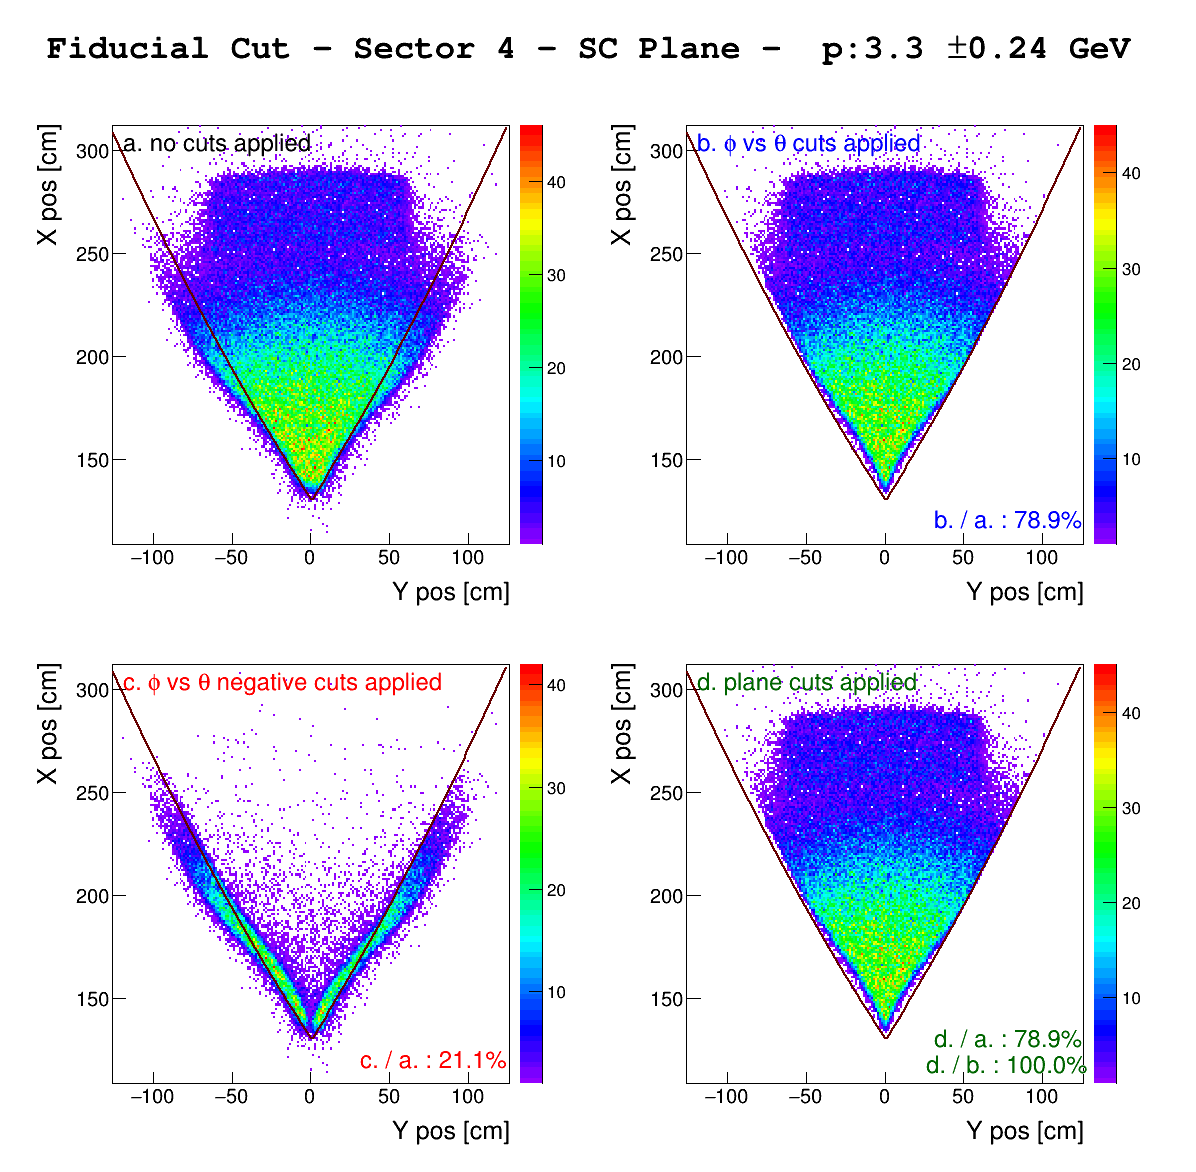 Fiducial Cut – Sector 4 – SC Plane – p:3.3 ±0.24 GeV
a. no cuts applied
X pos [cm]
300
250
200
150
−100 −50 0 50 100
Y pos [cm]
40
30
20
10
b. ϕ vs θ cuts applied
X pos [cm]
300
250
200
150
b. / a. : 78.9%
−100 −50 0 50 100
Y pos [cm]
40
30
20
10
c. ϕ vs θ negative cuts applied
X pos [cm]
300
250
200
150
c. / a. : 21.1%
−100 −50 0 50 100
Y pos [cm]
40
30
20
10
d. plane cuts applied
X pos [cm]
300
250
200
150
d. / a. : 78.9%
d. / b. : 100.0%
−100 −50 0 50 100
Y pos [cm]
40
30
20
10